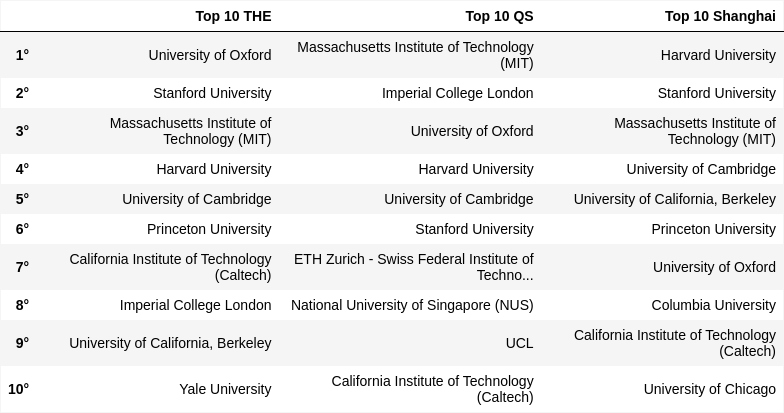 Top 10 THE Top 10 QS Top 10 Shanghai
1° University of Oxford Massachusetts Institute of Technology (MIT) Harvard University
2° Stanford University Imperial College London Stanford University
3° Massachusetts Institute of Technology (MIT) University of Oxford Massachusetts Institute of Technology (MIT)
4° Harvard University Harvard University University of Cambridge
5° University of Cambridge University of Cambridge University of California, Berkeley
6° Princeton University Stanford University Princeton University
7° California Institute of Technology (Caltech) ETH Zurich - Swiss Federal Institute of Techno... University of Oxford
8° Imperial College London National University of Singapore (NUS) Columbia University
9° University of California, Berkeley UCL California Institute of Technology (Caltech)
10° Yale University California Institute of Technology (Caltech) University of Chicago